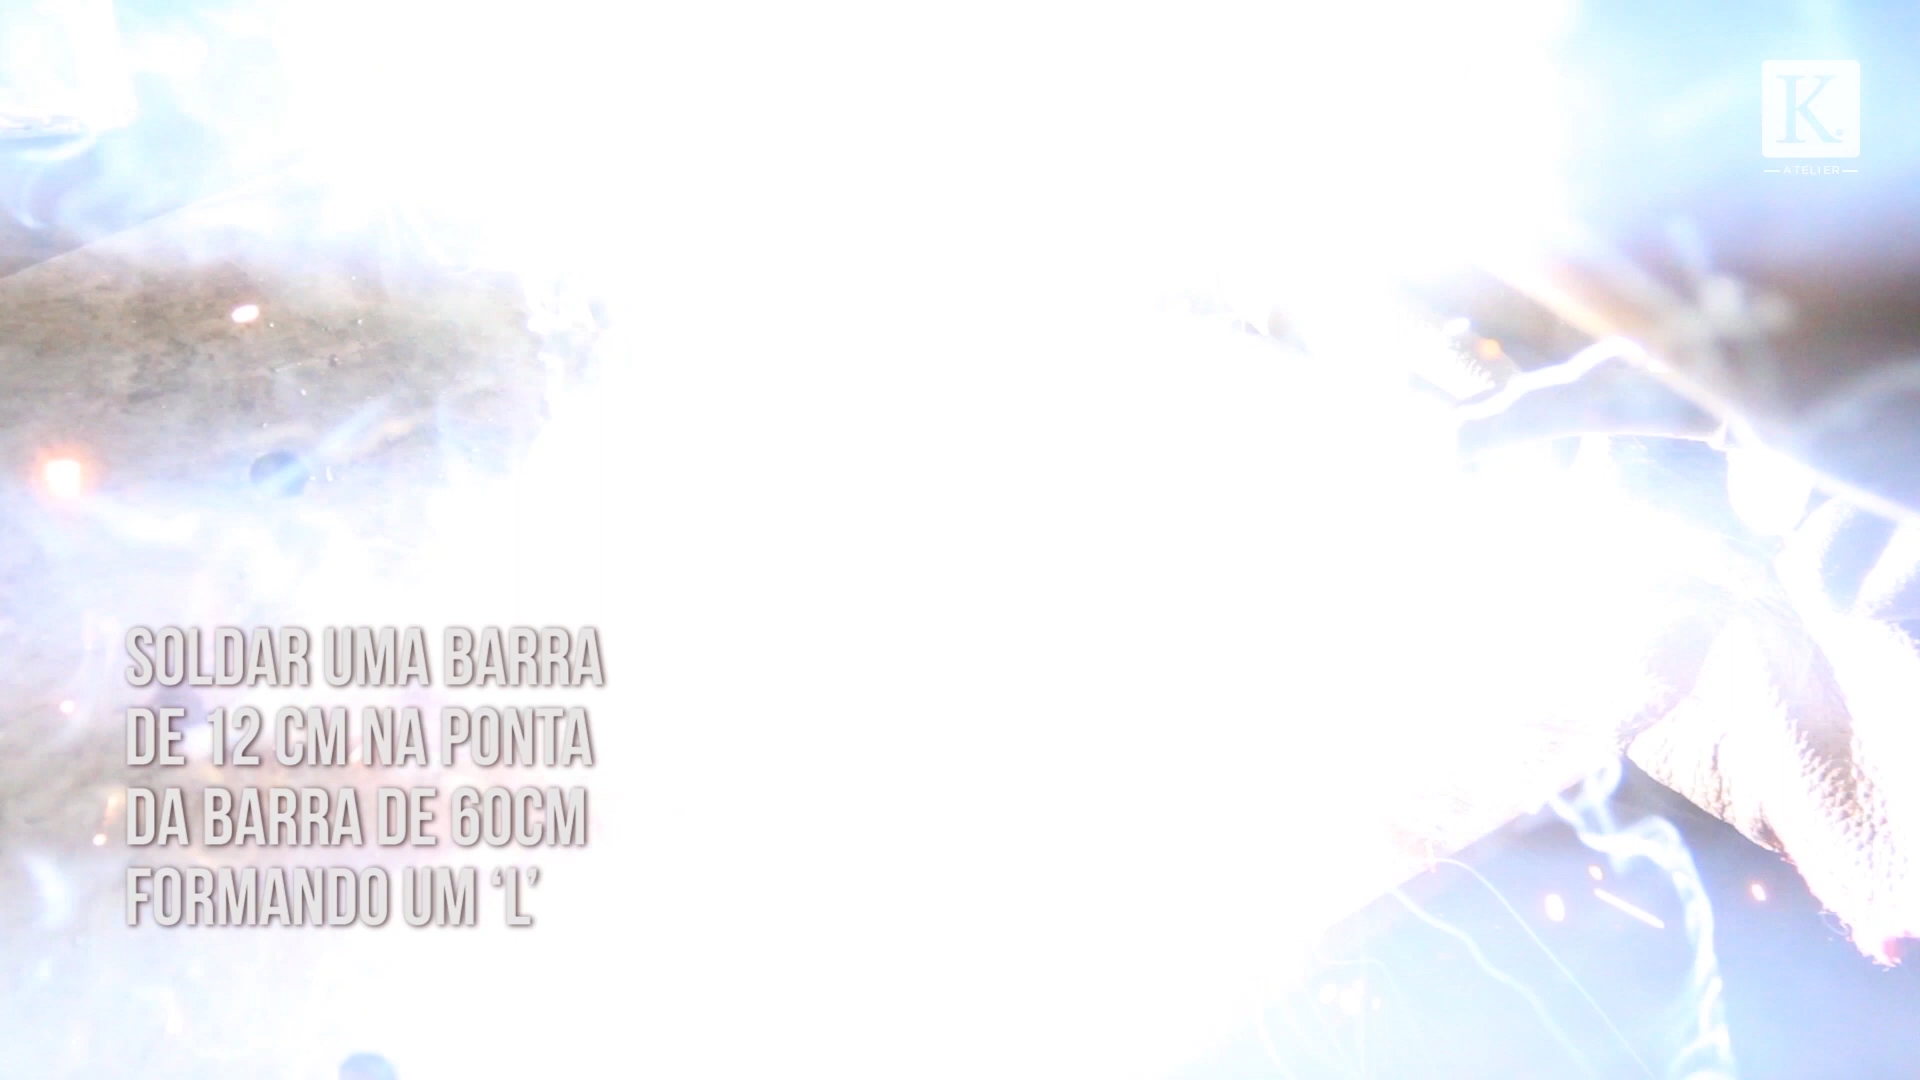 K.
ATELIER
SOLDAR UMA BARRA
DE 12 CM NA PONTA
DA BARRA DE 60CM
FORMANDO UM ‘L’